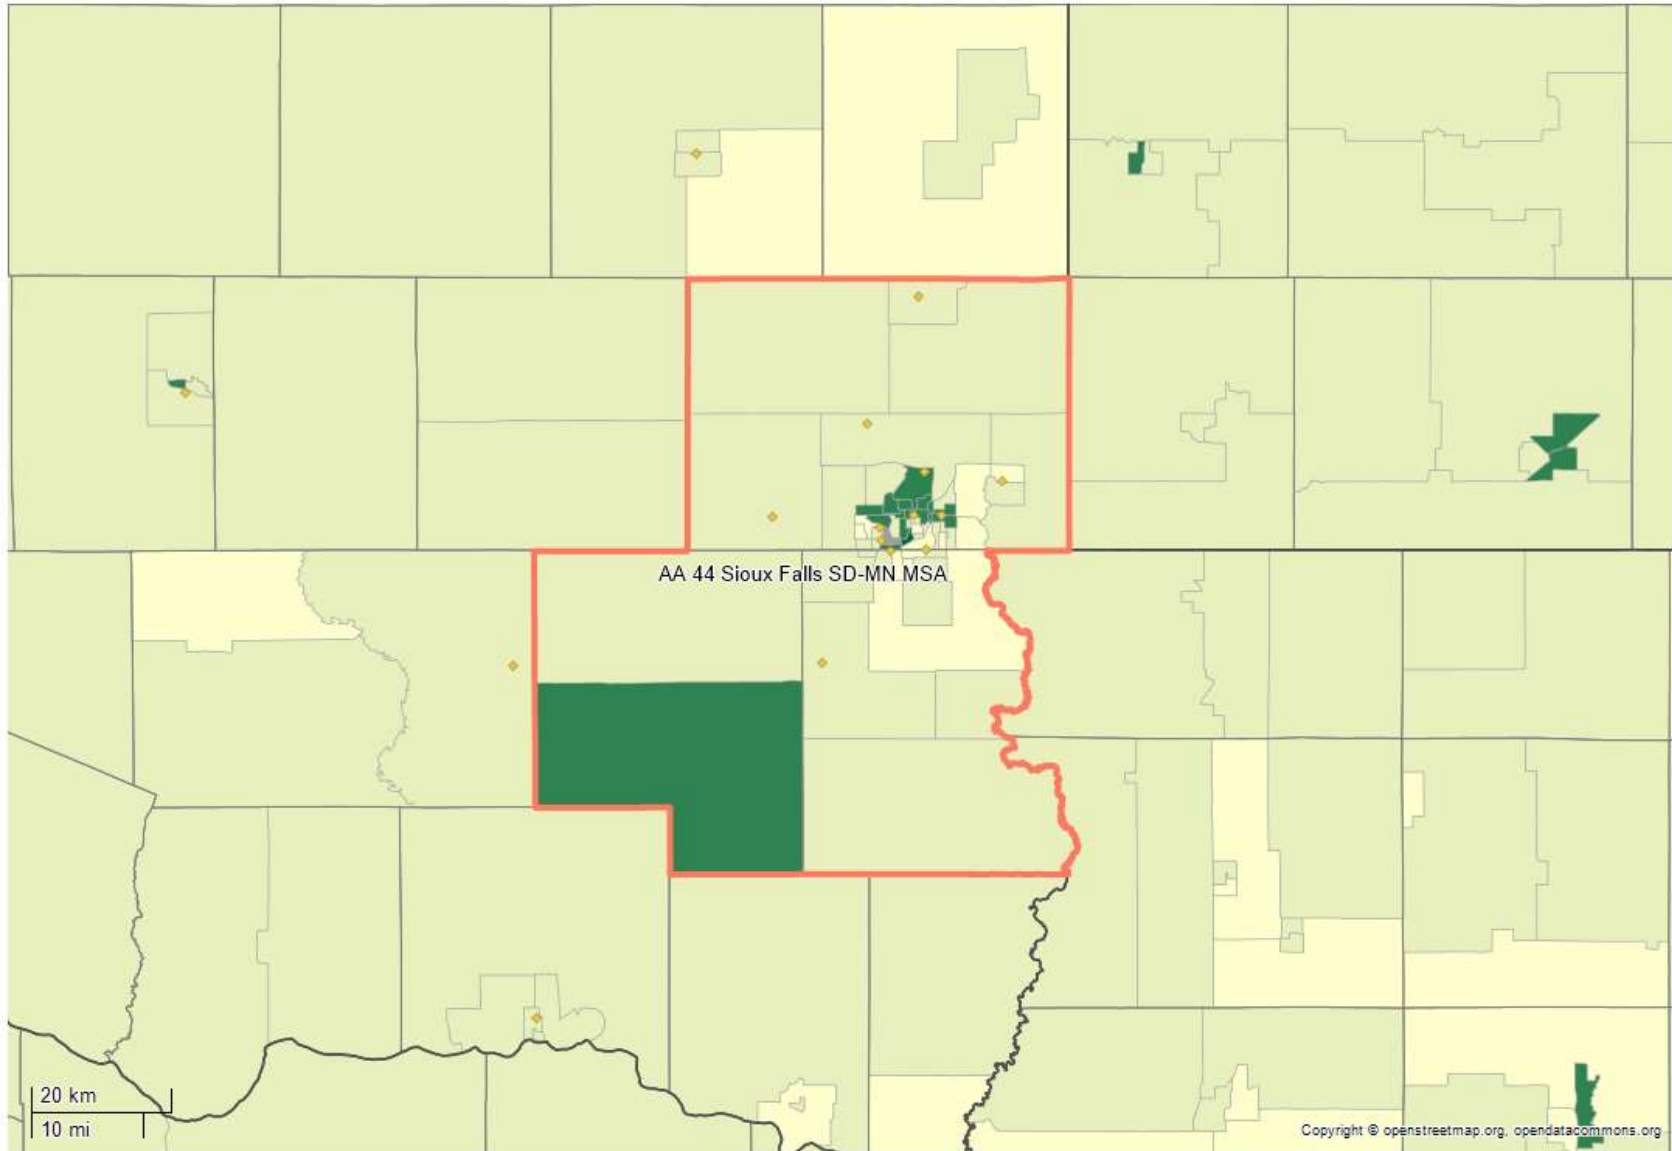 AA 44 Sioux Falls SD-MN MSA
20 km
10 mi
Copyright © openstreetmap.org, opendatacommons.org